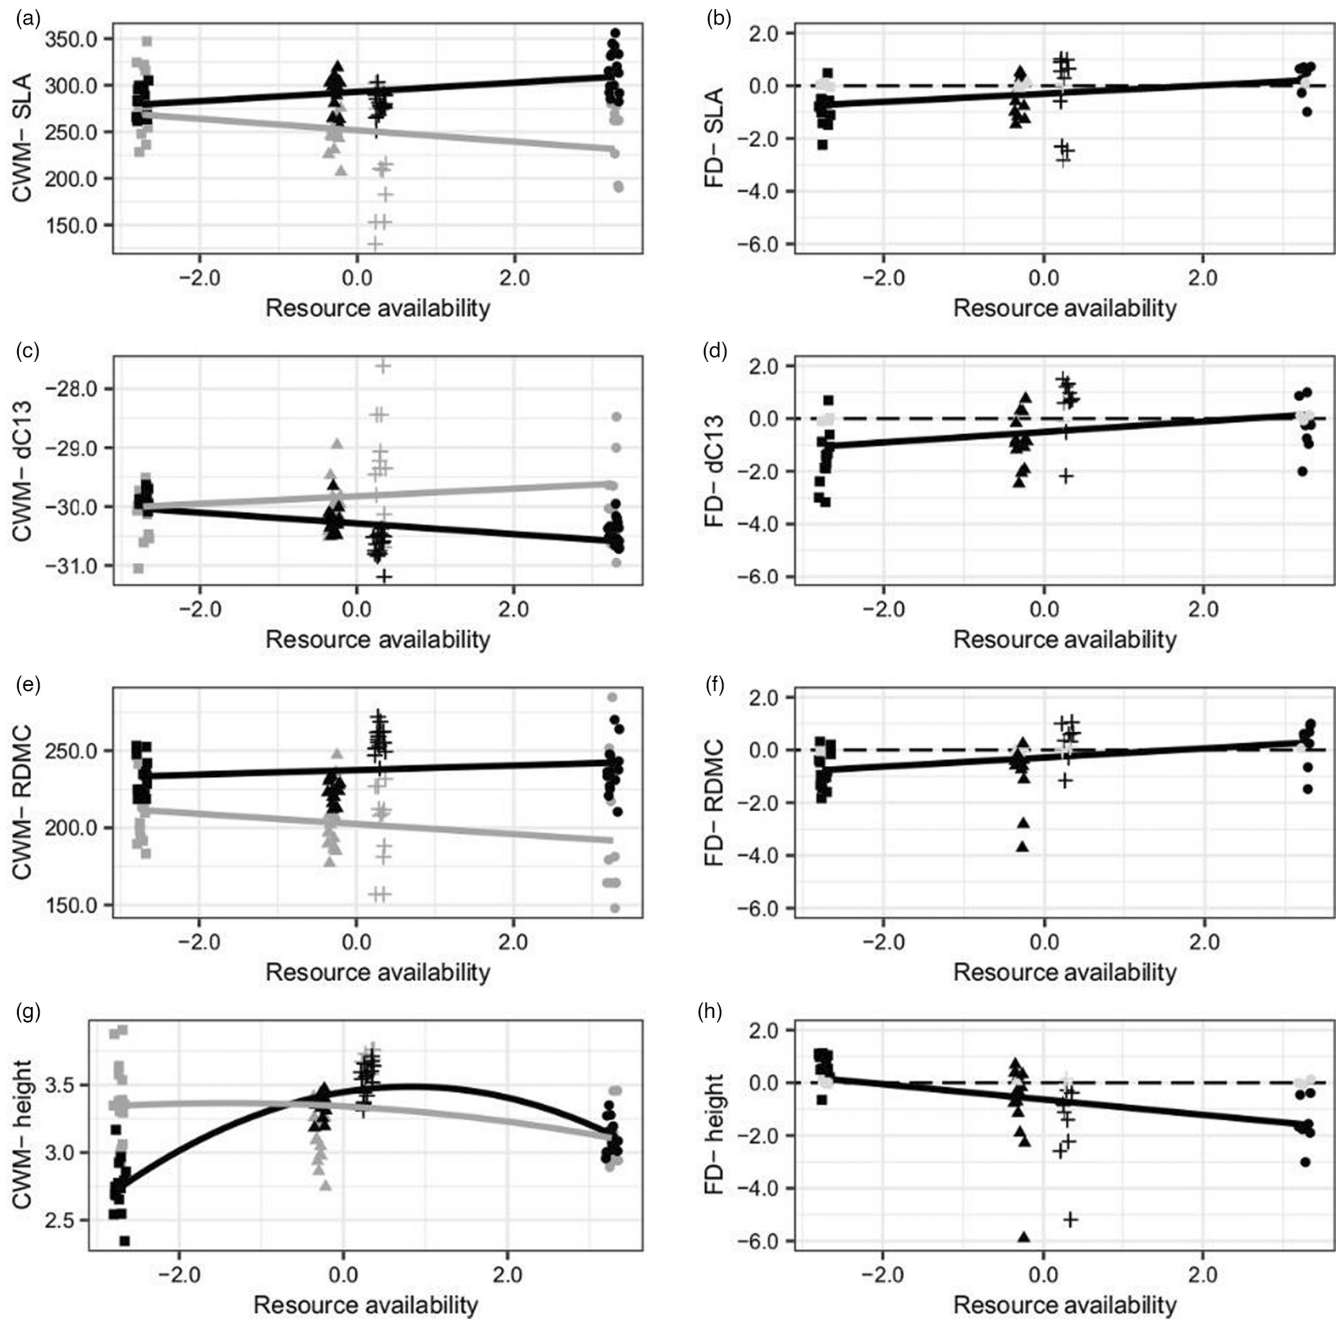 (a)
CWM− SLA
350.0
300.0
250.0
200.0
150.0
−2.0 0.0 2.0
Resource availability
(b)
FD− SLA
2.0
0.0
−2.0
−4.0
−6.0
−2.0 0.0 2.0
Resource availability
(c)
CWM− dC13
−28.0
−29.0
−30.0
−31.0
−2.0 0.0 2.0
Resource availability
(d)
FD− dC13
2.0
0.0
−2.0
−4.0
−6.0
−2.0 0.0 2.0
Resource availability
(e)
CWM− RDMC
250.0
200.0
150.0
−2.0 0.0 2.0
Resource availability
(f)
FD− RDMC
2.0
0.0
−2.0
−4.0
−6.0
−2.0 0.0 2.0
Resource availability
(g)
CWM− height
3.5
3.0
2.5
−2.0 0.0 2.0
Resource availability
(h)
FD− height
2.0
0.0
−2.0
−4.0
−6.0
−2.0 0.0 2.0
Resource availability